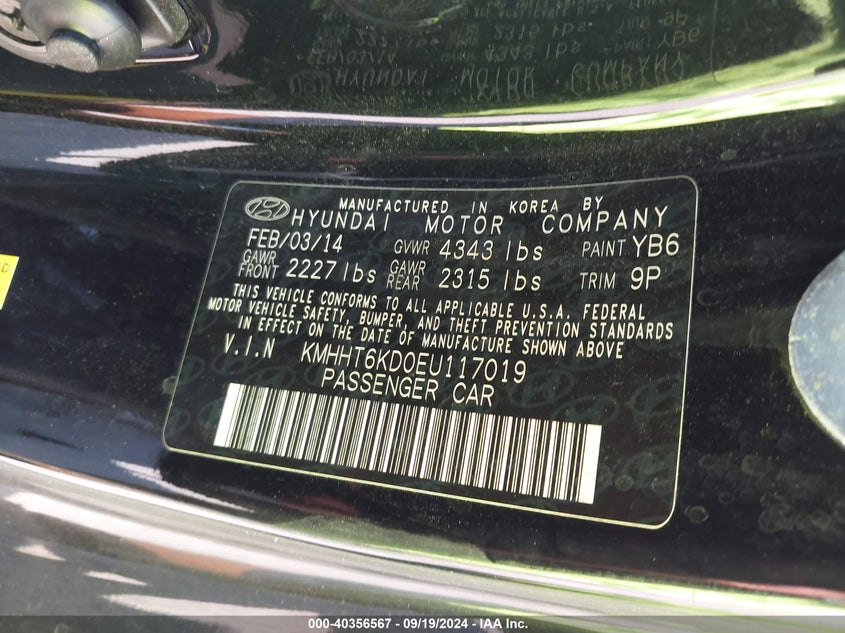 MANUFACTURED IN KOREA BY
HYUNDAI MOTOR COMPANY
FEB/03/14 GVWR 4343 lbs PAINT YB6
GAWR FRONT 2227 lbs GAWR REAR 2315 lbs TRIM 9P
THIS VEHICLE CONFORMS TO ALL APPLICABLE U.S.A. FEDERAL
MOTOR VEHICLE SAFETY, BUMPER, AND THEFT PREVENTION STANDARDS
IN EFFECT ON THE DATE OF MANUFACTURE SHOWN ABOVE
V.I.N KMHHT6KD0EU117019
PASSENGER CAR
000-40356567 - 09/19/2024 - IAA Inc.